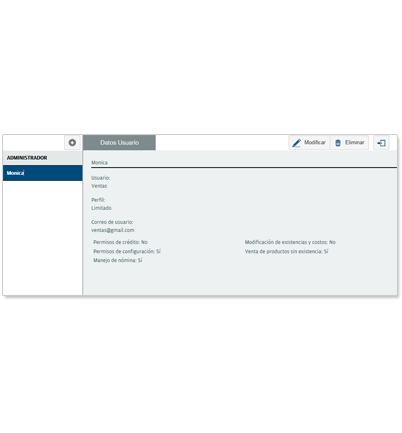 Datos Usuario
Modificar
Eliminar
ADMINISTRADOR
Monica
Monica
Usuario:
Ventas
Perfil:
Limitado
Correo de usuario:
ventas@gmail.com
Permisos de crédito: No
Modificación de existencias y costos: No
Permisos de configuración: Sí
Venta de productos sin existencia: Sí
Manejo de nómina: Sí